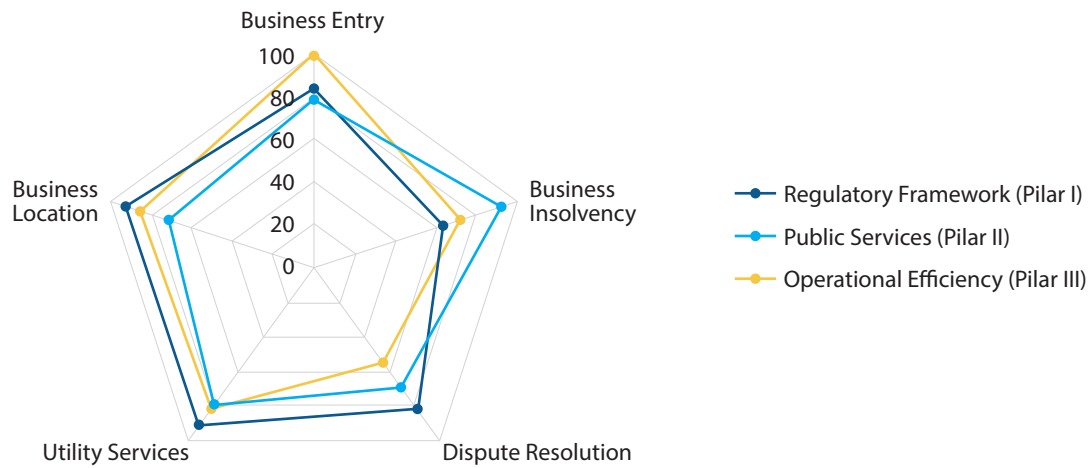 Business Entry
100
80
60
40
20
0
Business
Location
Business
Insolvency
Utility Services
Dispute Resolution
Regulatory Framework (Pilar I)
Public Services (Pilar II)
Operational Efficiency (Pilar III)